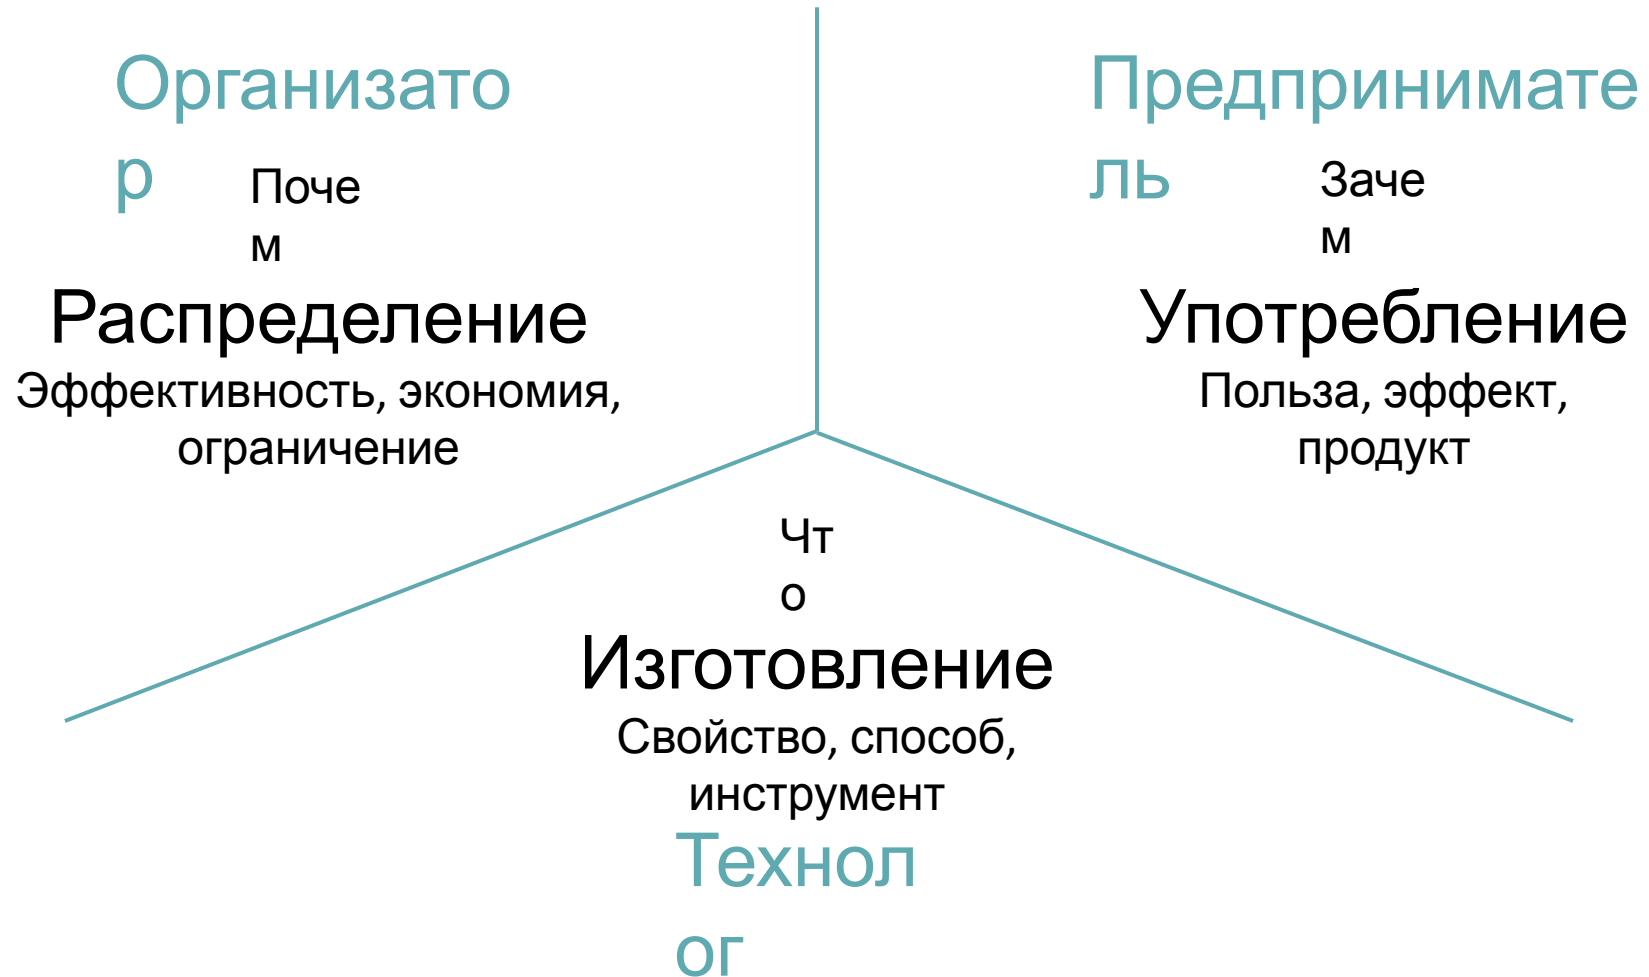 Организато
р
Поче
м
Распределение
Эффективность, экономия,
ограничение
Предпринимате
ль
Заче
м
Употребление
Польза, эффект,
продукт
Чт
о
Изготовление
Свойство, способ,
инструмент
Технол
ог